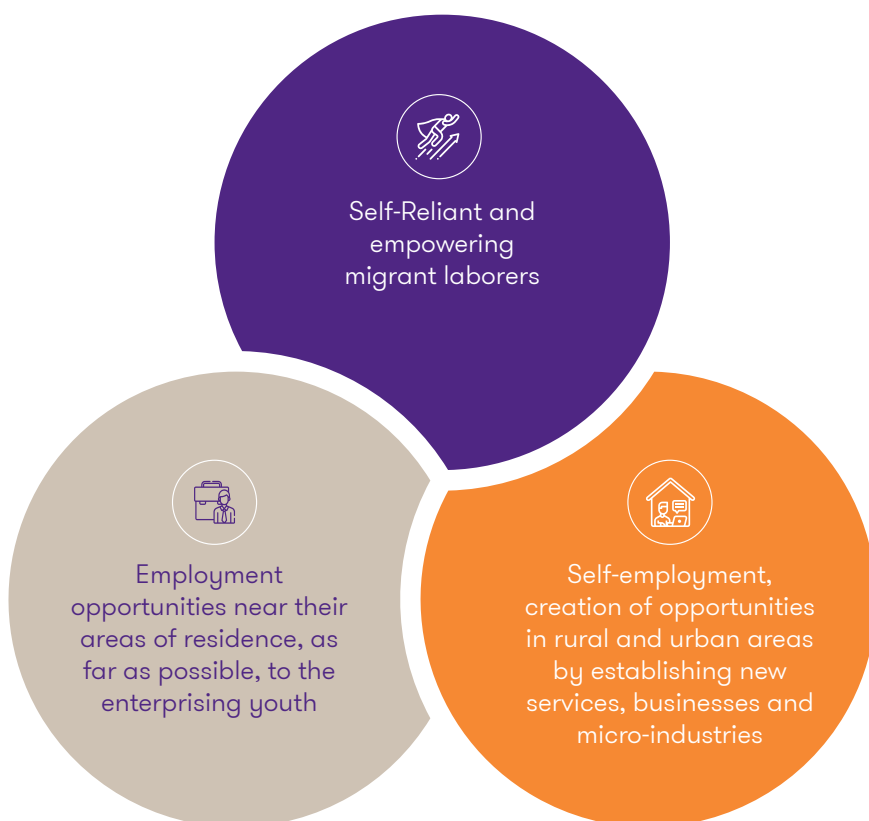 Self-Reliant and
empowering
migrant laborers
Employment
opportunities near their
areas of residence, as
far as possible, to the
enterprising youth
Self-employment,
creation of opportunities
in rural and urban areas
by establishing new
services, businesses and
micro-industries